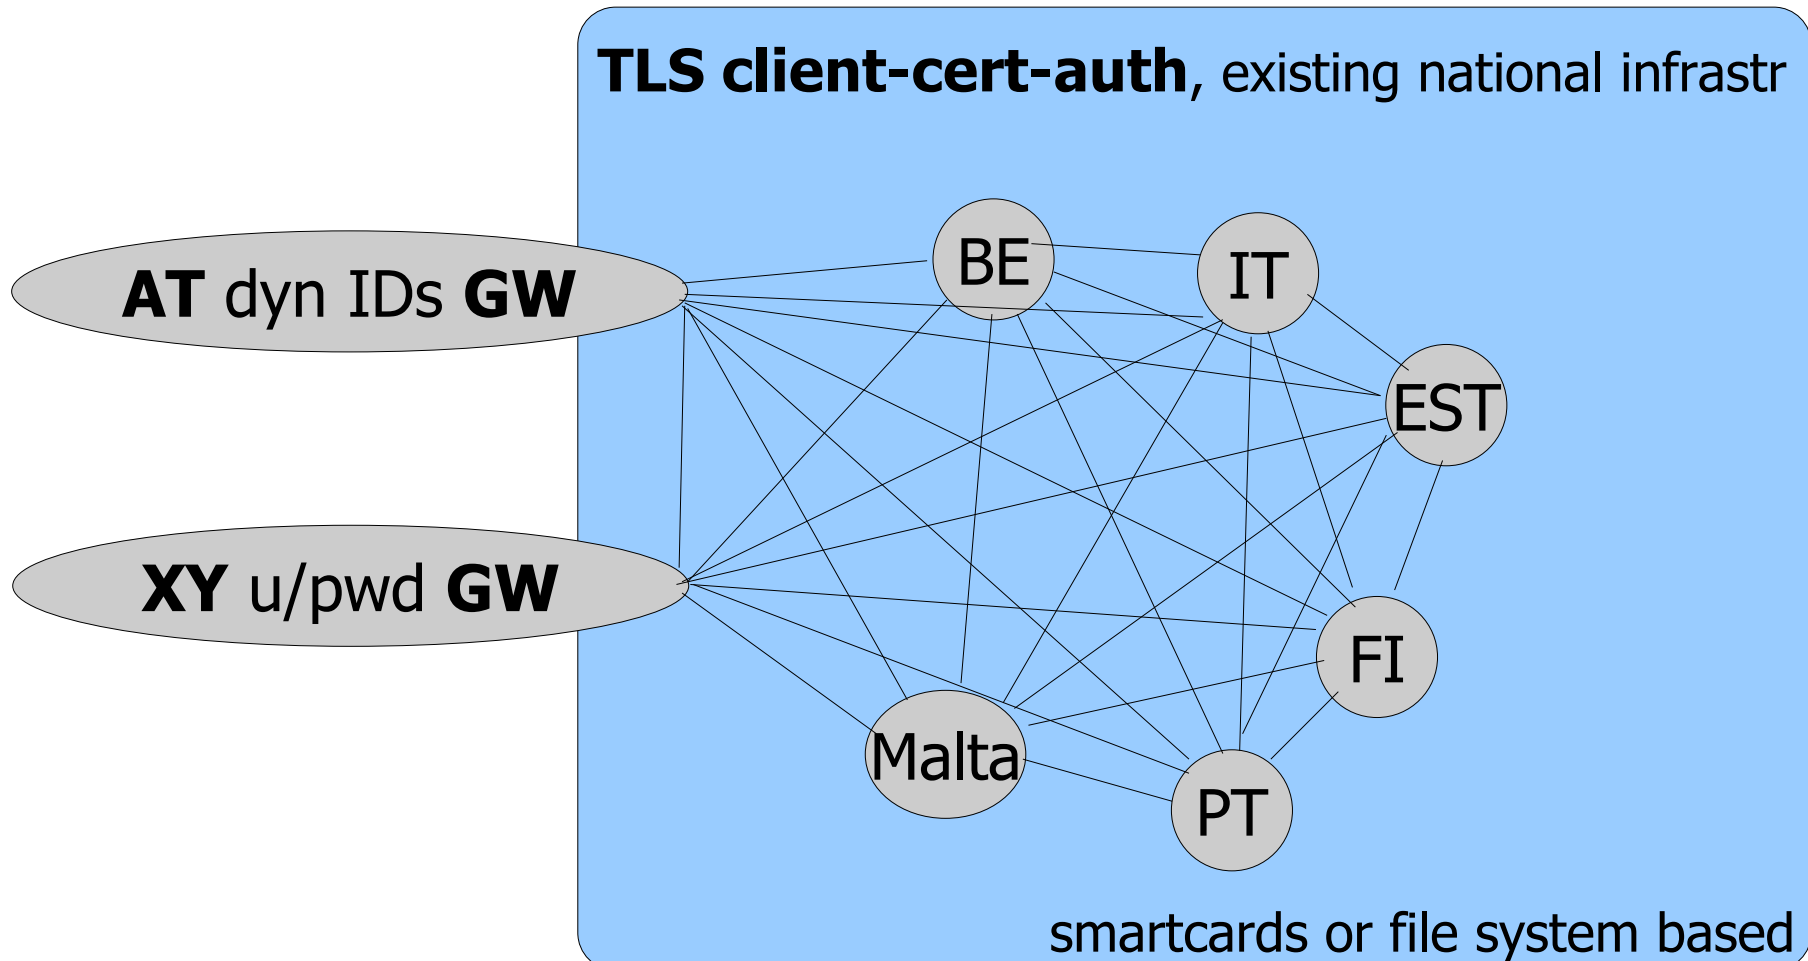 TLS client-cert-auth, existing national infrastr
BE
IT
AT dyn IDs GW
EST
XY u/pwd GW
FI
Malta
PT
smartcards or file system based